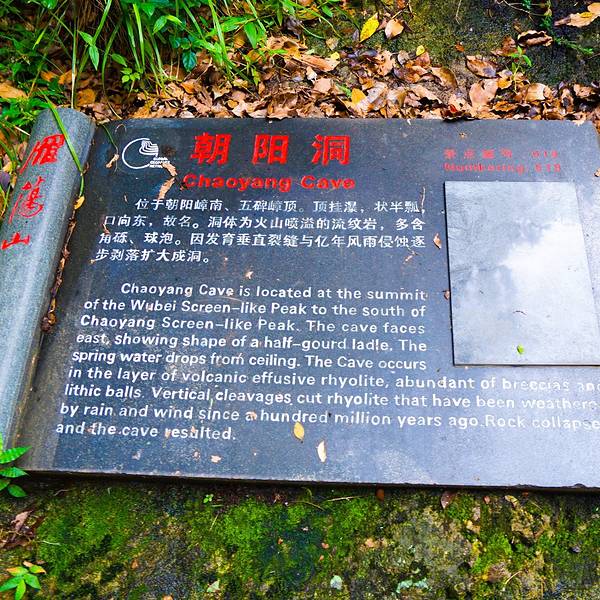 雁荡山
朝阳洞
Chaoyang Cave
Numbering: 018
位于朝阳嶂南、五碑嶂顶。顶挂瀑，状半瓢，
口向东，故名。洞体为火山喷溢的流纹岩，多含
角砾、球泡。因发育垂直裂缝与亿年风雨侵蚀逐
步剥落扩大成洞。
Chaoyang Cave is located at the summit
of the Wubei Screen-like Peak to the south of
Chaoyang Screen-like Peak. The cave faces
east, showing shape of a half-gourd ladle. The
spring water drops from ceiling. The Cave occurs
in the layer of volcanic effusive rhyolite, abundant of breccias and
lithic balls. Vertical cleavages cut rhyolite that have been weathere
by rain and wind since a hundred million years ago. Rock collapse
and the cave resulted.